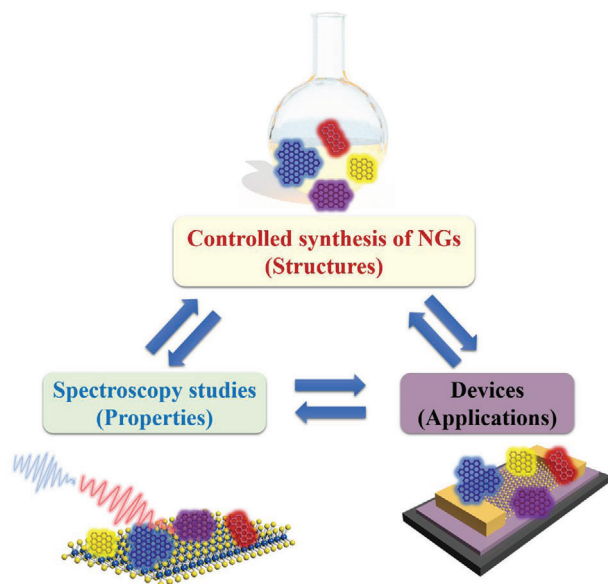 Controlled synthesis of NGs
(Structures)
Spectroscopy studies
(Properties)
Devices
(Applications)